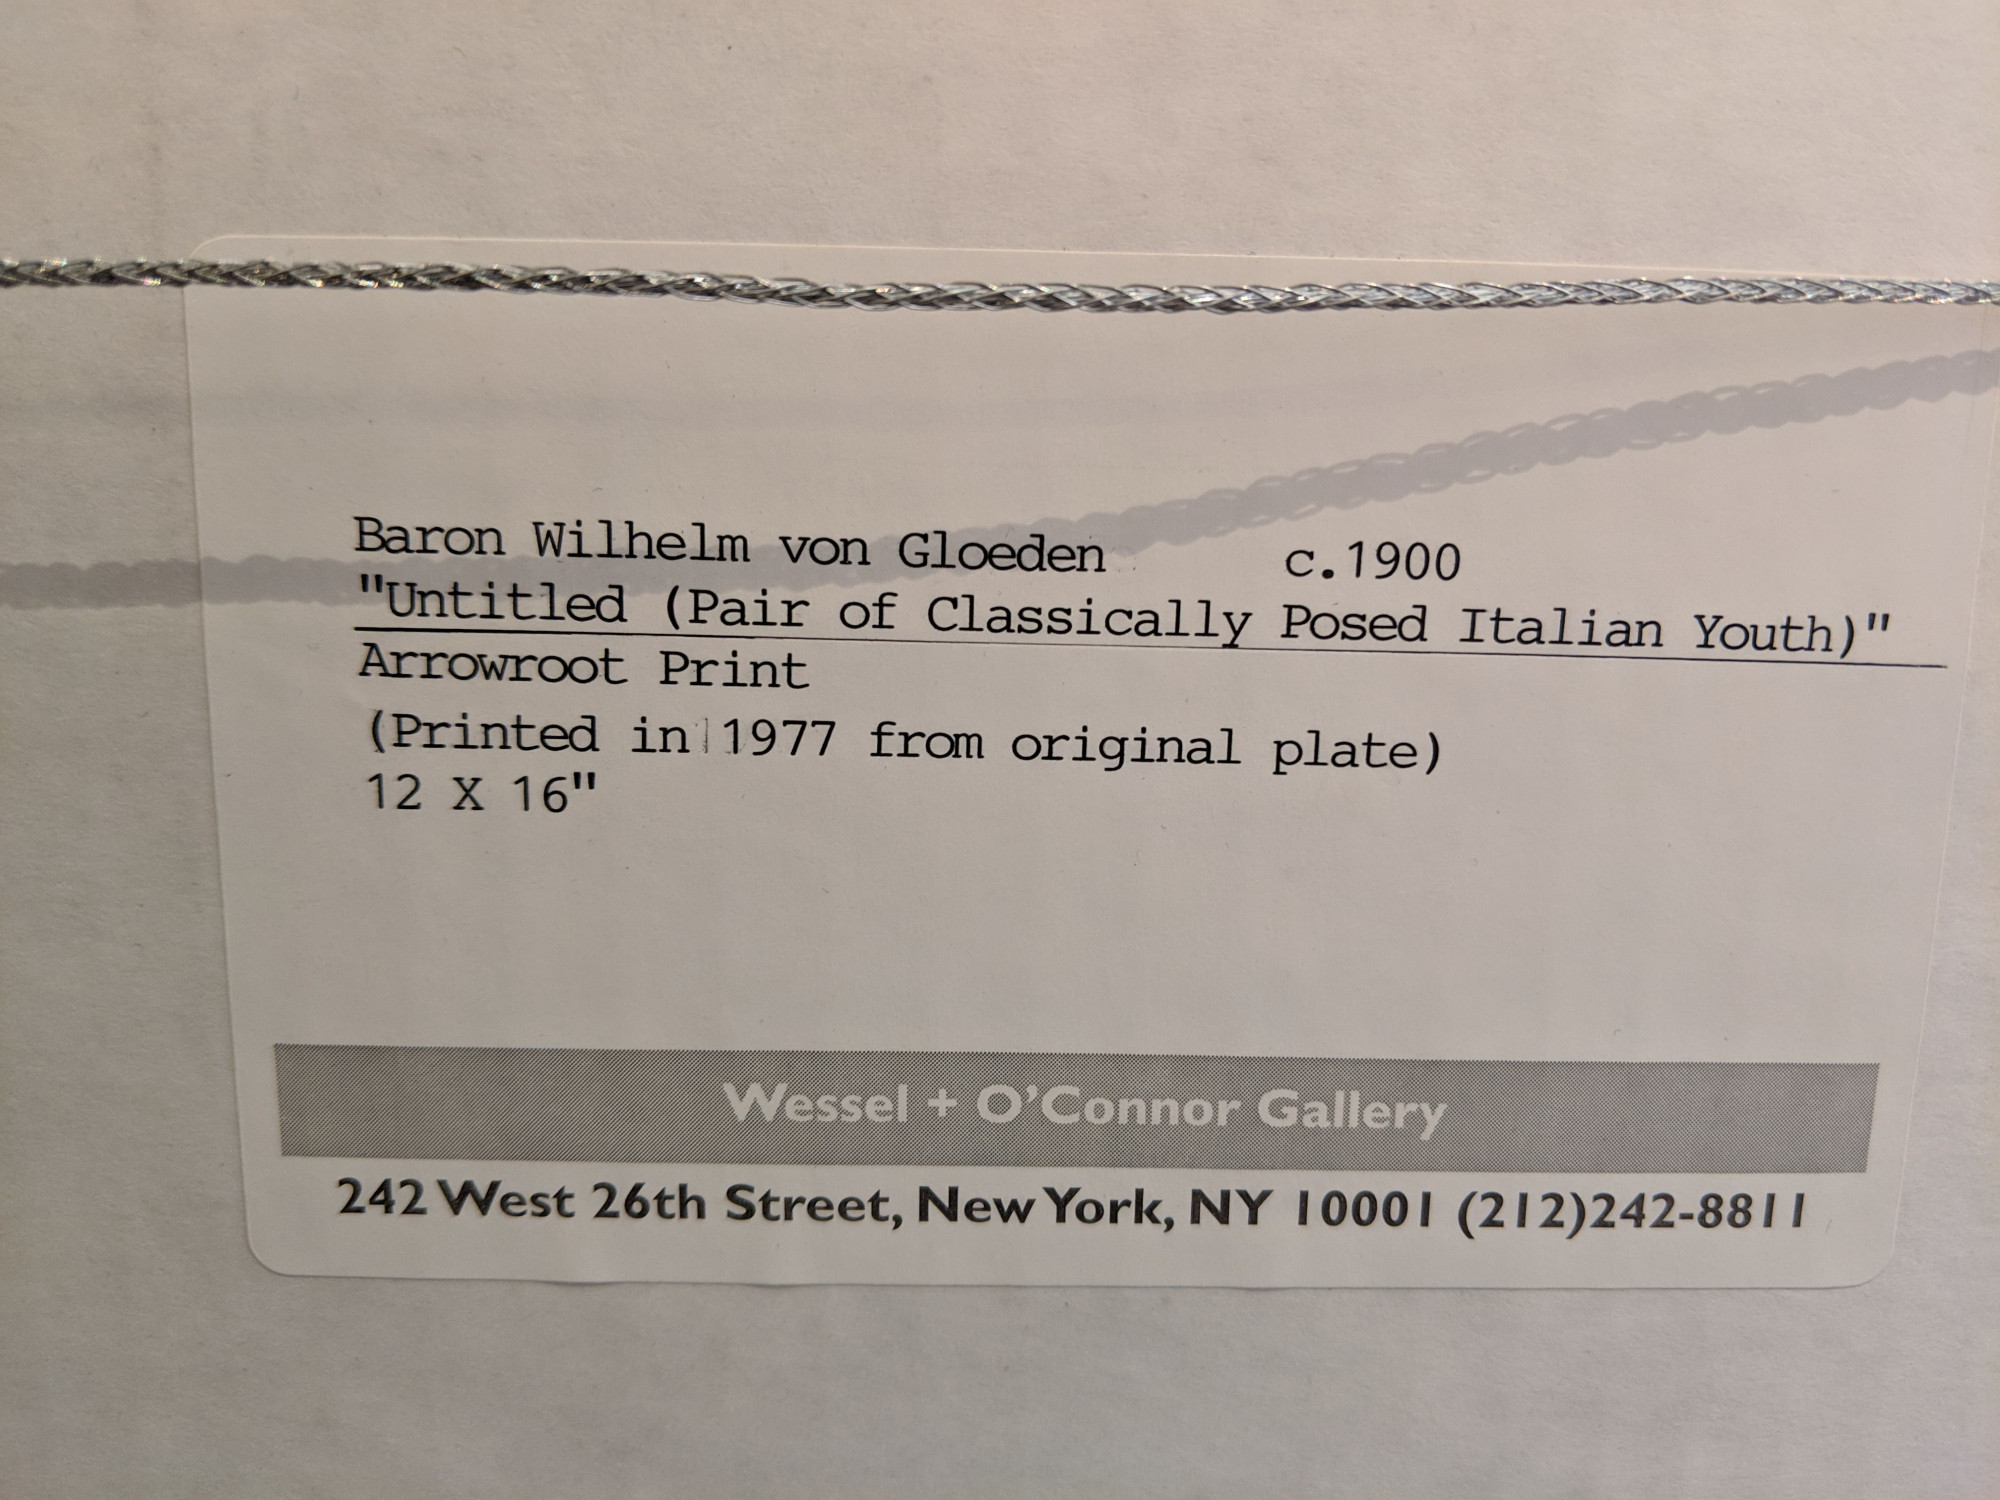 Baron Wilhelm von Gloeden c.1900
"Untitled (Pair of Classically Posed Italian Youth)"
Arrowroot Print
(Printed in 1977 from original plate)
12 X 16"
Wessel + O'Connor Gallery
242 West 26th Street, New York, NY 10001 (212)242-8811